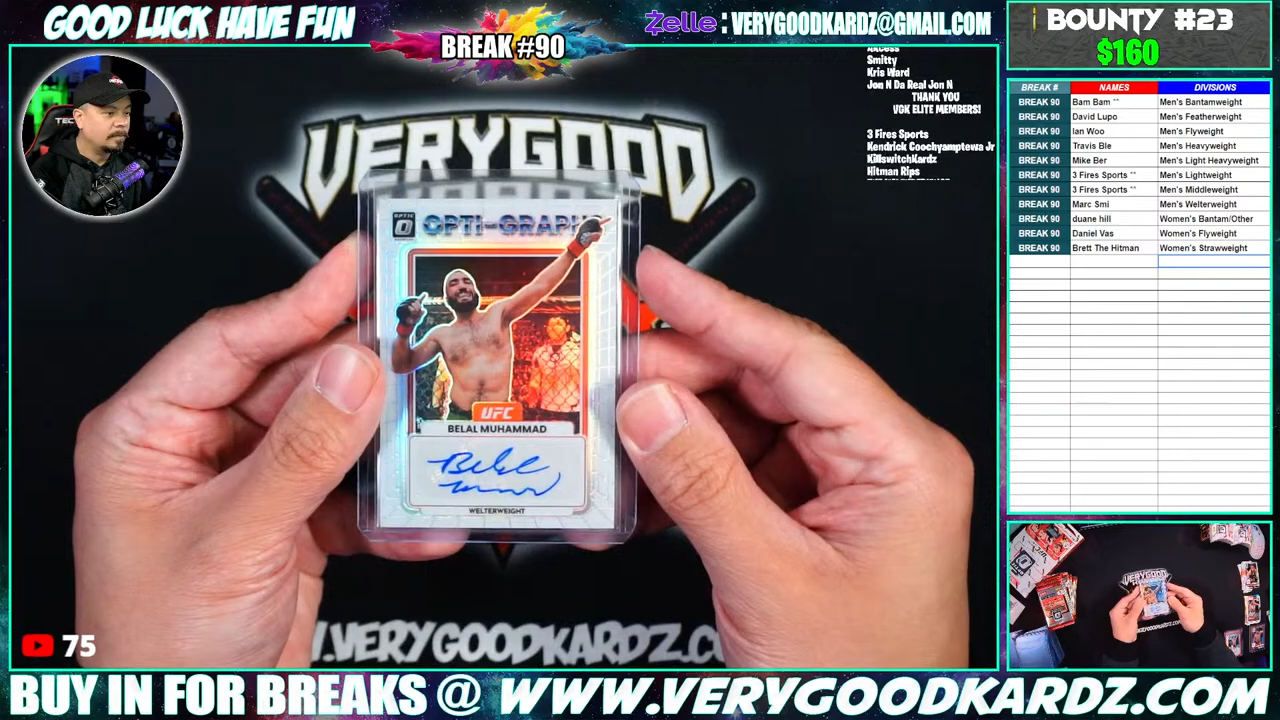 GOOD LUCK HAVE FUN
BREAK #90
Zelle : VERYGOODKARDZ@GMAIL.COM
BOUNTY #23
$160
Smitty
Kris Ward
Jon N Da Real Jon N
THANK YOU
VGK ELITE MEMBERS!
3 Fires Sports
Kendrick Coochyamptewa Jr
KillswitchKardz
Hitman Rips
BREAK # NAMES DIVISIONS
BREAK 90 Bam Bam ** Men's Bantamweight
BREAK 90 David Lupo Men's Featherweight
BREAK 90 Ian Woo Men's Flyweight
BREAK 90 Travis Ble Men's Heavyweight
BREAK 90 Mike Ber Men's Light Heavyweight
BREAK 90 3 Fires Sports ** Men's Lightweight
BREAK 90 3 Fires Sports ** Men's Middleweight
BREAK 90 Marc Smi Men's Welterweight
BREAK 90 duane hill Women's Bantam/Other
BREAK 90 Daniel Vas Women's Flyweight
BREAK 90 Brett The Hitman Women's Strawweight
VERYGOOD
OPTIC
OPTI-GRAPHS
UFC
BELAL MUHAMMAD
Belal
WELTERWEIGHT
.VERYGOODKARDZ.CO
75
VERYGOOD
BUY IN FOR BREAKS @ WWW.VERYGOODKARDZ.COM